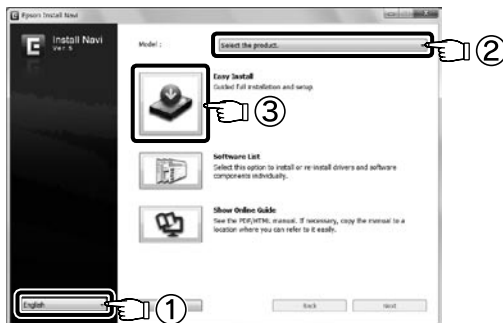 Epson Install Navi
Install Navi
Ver 5
Model :
Select the product.
②
Easy Install
Guided full installation and setup.
③
Software List
Select this option to install or re-install drivers and software
components individually.
Show Online Guide
See the PDF/HTML manual. If necessary, copy the manual to a
location where you can refer to it easily.
English
①
Back
Next